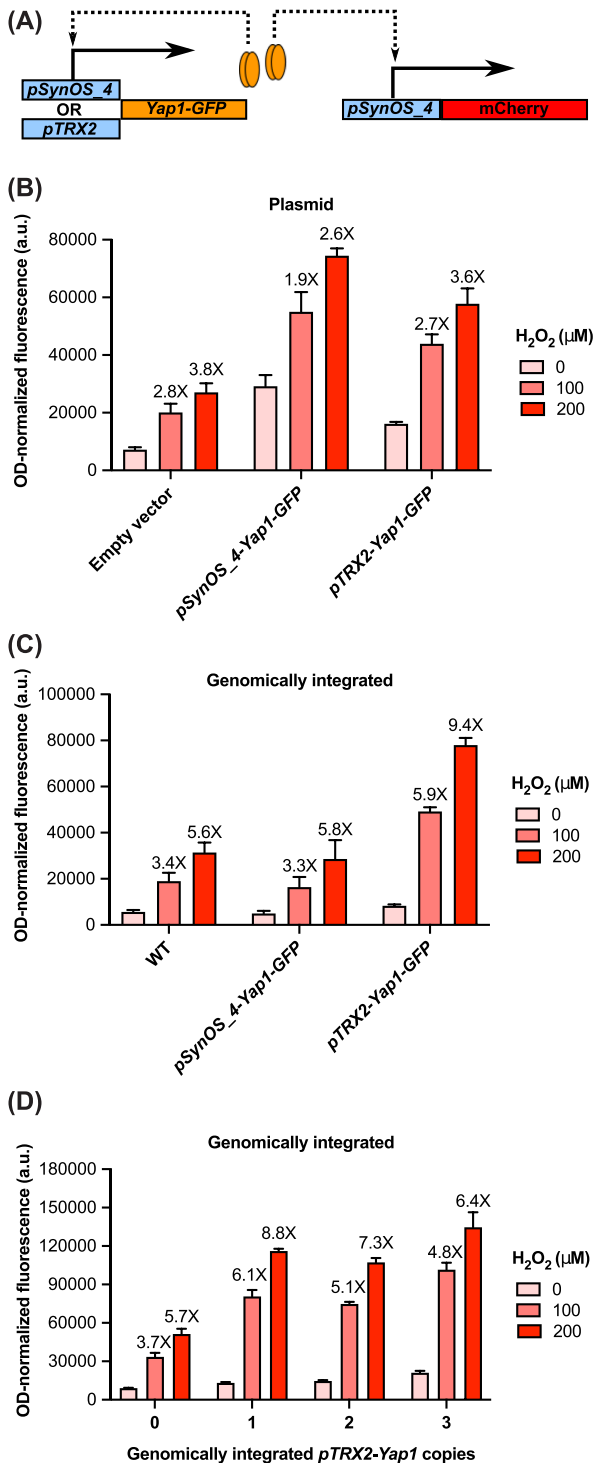 (A)
pSynOS_4
OR
Yap1-GFP
pTRX2
pSynOS_4
mCherry
(B)
Plasmid
OD-normalized fluorescence (a.u.)
80000
60000
40000
20000
0
2.8X
3.8X
1.9X
2.6X
2.7X
3.6X
H2O2 (µM)
0
100
200
Empty vector
pSynOS_4-Yap1-GFP
pTRX2-Yap1-GFP
(C)
Genomically integrated
OD-normalized fluorescence (a.u.)
100000
80000
60000
40000
20000
0
3.4X
5.6X
3.3X
5.8X
5.9X
9.4X
H2O2 (µM)
0
100
200
WT
pSynOS_4-Yap1-GFP
pTRX2-Yap1-GFP
(D)
Genomically integrated
OD-normalized fluorescence (a.u.)
180000
150000
120000
90000
60000
30000
0
3.7X
5.7X
6.1X
8.8X
5.1X
7.3X
4.8X
6.4X
H2O2 (µM)
0
100
200
0
1
2
3
Genomically integrated pTRX2-Yap1 copies